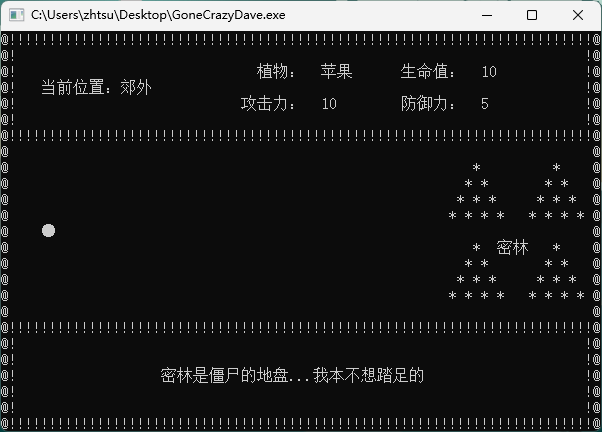 C:\Users\zhtsu\Desktop\GoneCrazyDave.exe
植物： 苹果 生命值： 10
当前位置：郊外
攻击力： 10 防御力： 5
密林
密林是僵尸的地盘...我本不想踏足的